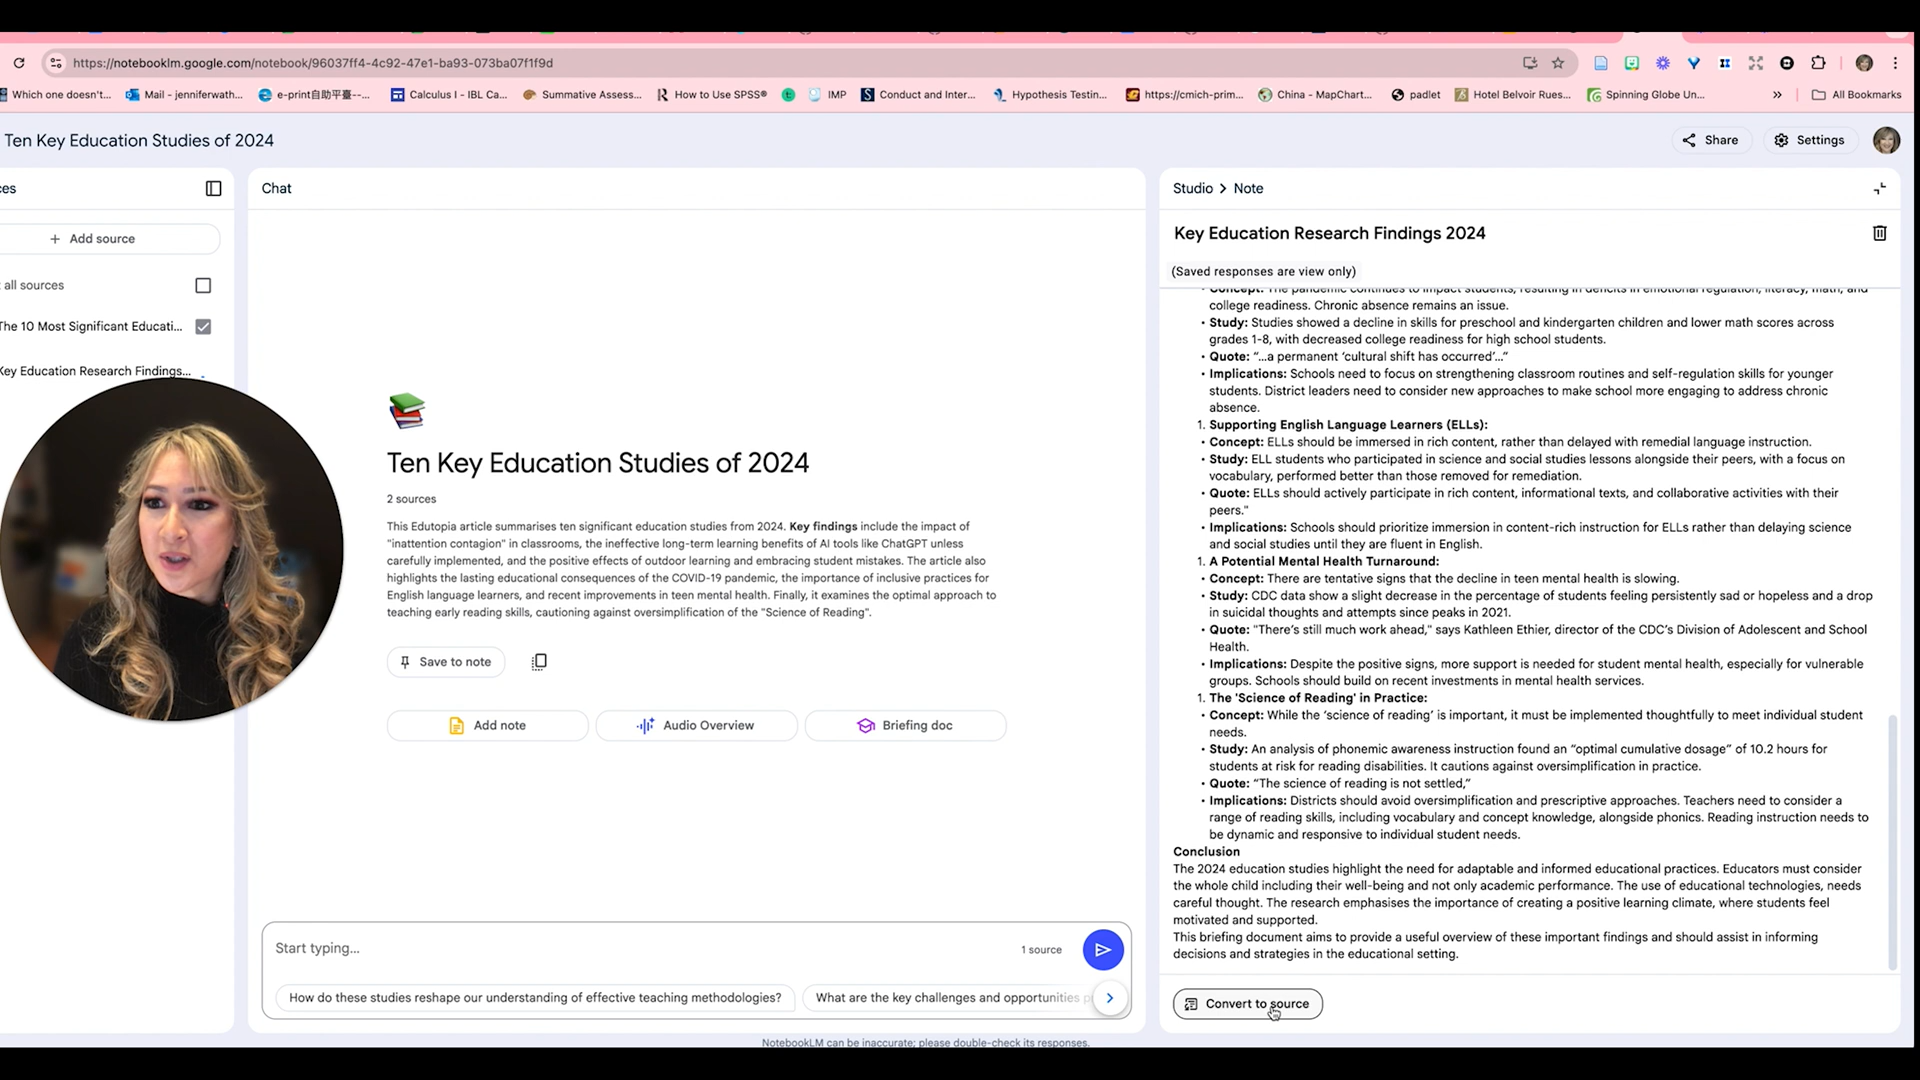 https://notebooklm.google.com/notebook/96037ff4-4c92-47e1-ba93-073ba07f1f9d
Which one doesn't...
Mail - jenniferwath...
e-print自助平臺--...
Calculus I - IBL Ca...
Summative Assess...
How to Use SPSS®
IMP
Conduct and Inter...
Hypothesis Testin...
https://cmich-prim...
China - MapChart...
padlet
Hotel Belvoir Rues...
Spinning Globe Un...
»
All Bookmarks
Ten Key Education Studies of 2024
Share
Settings
ces
+ Add source
all sources
The 10 Most Significant Educati...
Key Education Research Findings...
Chat
Ten Key Education Studies of 2024
2 sources
This Edutopia article summarises ten significant education studies from 2024. Key findings include the impact of
"inattention contagion" in classrooms, the ineffective long-term learning benefits of AI tools like ChatGPT unless
carefully implemented, and the positive effects of outdoor learning and embracing student mistakes. The article also
highlights the lasting educational consequences of the COVID-19 pandemic, the importance of inclusive practices for
English language learners, and recent improvements in teen mental health. Finally, it examines the optimal approach to
teaching early reading skills, cautioning against oversimplification of the "Science of Reading".
Save to note
Add note
Audio Overview
Briefing doc
Start typing...
1 source
How do these studies reshape our understanding of effective teaching methodologies?
What are the key challenges and opportunities p
NotebookLM can be inaccurate; please double-check its responses.
Studio > Note
Key Education Research Findings 2024
(Saved responses are view only)
• Concept: The pandemic continues to impact students, resulting in deficits in emotional regulation, literacy, math, and
college readiness. Chronic absence remains an issue.
• Study: Studies showed a decline in skills for preschool and kindergarten children and lower math scores across
grades 1-8, with decreased college readiness for high school students.
• Quote: “...a permanent ‘cultural shift has occurred’...”
• Implications: Schools need to focus on strengthening classroom routines and self-regulation skills for younger
students. District leaders need to consider new approaches to make school more engaging to address chronic
absence.
1. Supporting English Language Learners (ELLs):
• Concept: ELLs should be immersed in rich content, rather than delayed with remedial language instruction.
• Study: ELL students who participated in science and social studies lessons alongside their peers, with a focus on
vocabulary, performed better than those removed for remediation.
• Quote: ELLs should actively participate in rich content, informational texts, and collaborative activities with their
peers."
• Implications: Schools should prioritize immersion in content-rich instruction for ELLs rather than delaying science
and social studies until they are fluent in English.
1. A Potential Mental Health Turnaround:
• Concept: There are tentative signs that the decline in teen mental health is slowing.
• Study: CDC data show a slight decrease in the percentage of students feeling persistently sad or hopeless and a drop
in suicidal thoughts and attempts since peaks in 2021.
• Quote: "There's still much work ahead," says Kathleen Ethier, director of the CDC's Division of Adolescent and School
Health.
• Implications: Despite the positive signs, more support is needed for student mental health, especially for vulnerable
groups. Schools should build on recent investments in mental health services.
1. The 'Science of Reading' in Practice:
• Concept: While the ‘science of reading’ is important, it must be implemented thoughtfully to meet individual student
needs.
• Study: An analysis of phonemic awareness instruction found an “optimal cumulative dosage” of 10.2 hours for
students at risk for reading disabilities. It cautions against oversimplification in practice.
• Quote: “The science of reading is not settled,”
• Implications: Districts should avoid oversimplification and prescriptive approaches. Teachers need to consider a
range of reading skills, including vocabulary and concept knowledge, alongside phonics. Reading instruction needs to
be dynamic and responsive to individual student needs.
Conclusion
The 2024 education studies highlight the need for adaptable and informed educational practices. Educators must consider
the whole child including their well-being and not only academic performance. The use of educational technologies, needs
careful thought. The research emphasises the importance of creating a positive learning climate, where students feel
motivated and supported.
This briefing document aims to provide a useful overview of these important findings and should assist in informing
decisions and strategies in the educational setting.
Convert to source